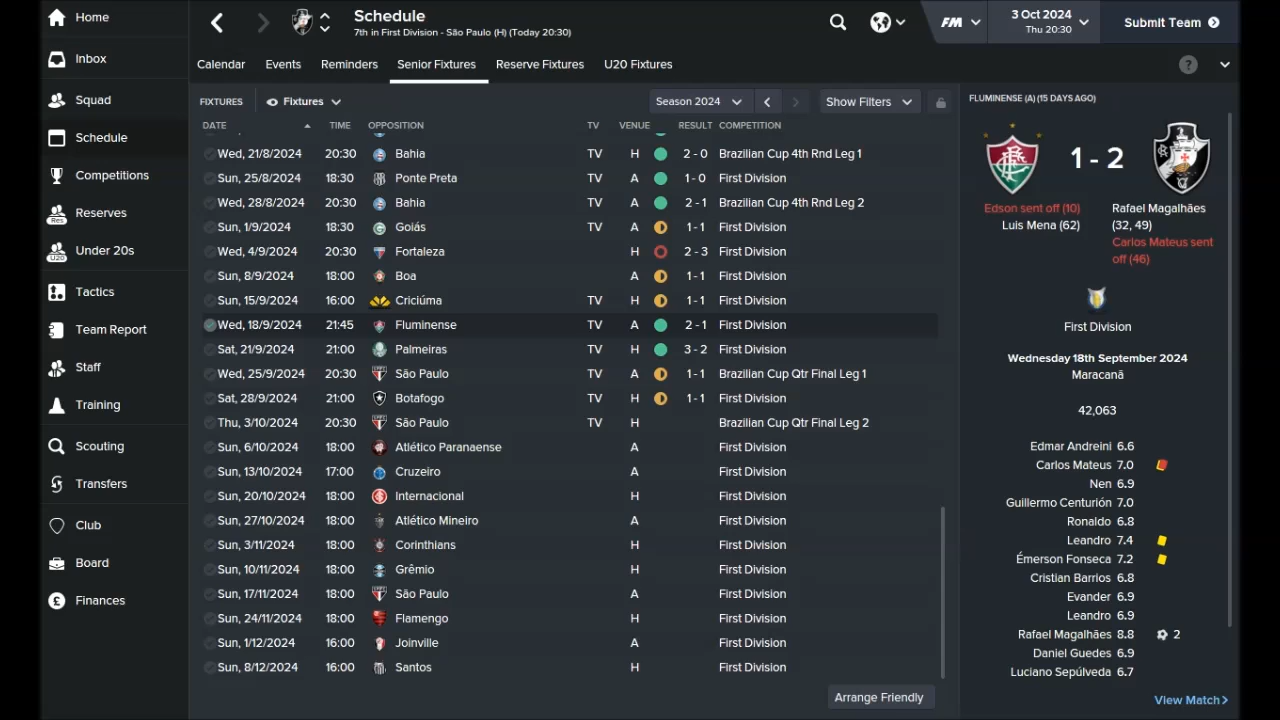 Home
Inbox
Squad
Schedule
Competitions
Res
Reserves
U20
Under 20s
Tactics
Team Report
Staff
Training
Scouting
Transfers
Club
Board
£
Finances
Schedule
7th in First Division - São Paulo (H) (Today 20:30)
FM
3 Oct 2024
Thu 20:30
Submit Team
Calendar Events Reminders Senior Fixtures Reserve Fixtures U20 Fixtures
?
FIXTURES Fixtures Season 2024 Show Filters
DATE TIME OPPOSITION TV VENUE RESULT COMPETITION
Wed, 21/8/2024 20:30 Bahia TV H 2 - 0 Brazilian Cup 4th Rnd Leg 1
Sun, 25/8/2024 18:30 Ponte Preta TV A 1 - 0 First Division
Wed, 28/8/2024 20:30 Bahia TV A 2 - 1 Brazilian Cup 4th Rnd Leg 2
Sun, 1/9/2024 18:30 Goiás TV A 1 - 1 First Division
Wed, 4/9/2024 20:30 Fortaleza H 2 - 3 First Division
Sun, 8/9/2024 18:00 Boa A 1 - 1 First Division
Sun, 15/9/2024 16:00 Criciúma TV H 1 - 1 First Division
Wed, 18/9/2024 21:45 Fluminense TV A 2 - 1 First Division
Sat, 21/9/2024 21:00 Palmeiras TV H 3 - 2 First Division
Wed, 25/9/2024 20:30 São Paulo TV A 1 - 1 Brazilian Cup Qtr Final Leg 1
Sat, 28/9/2024 21:00 Botafogo TV H 1 - 1 First Division
Thu, 3/10/2024 20:30 São Paulo TV H Brazilian Cup Qtr Final Leg 2
Sun, 6/10/2024 18:00 Atlético Paranaense A First Division
Sun, 13/10/2024 17:00 Cruzeiro A First Division
Sun, 20/10/2024 18:00 Internacional H First Division
Sun, 27/10/2024 18:00 Atlético Mineiro A First Division
Sun, 3/11/2024 18:00 Corinthians H First Division
Sun, 10/11/2024 18:00 Grêmio H First Division
Sun, 17/11/2024 18:00 São Paulo A First Division
Sun, 24/11/2024 18:00 Flamengo H First Division
Sun, 1/12/2024 16:00 Joinville A First Division
Sun, 8/12/2024 16:00 Santos H First Division
Arrange Friendly
FLUMINENSE (A) (15 DAYS AGO)
1 - 2
Edson sent off (10)
Luis Mena (62)
Rafael Magalhães
(32, 49)
Carlos Mateus sent
off (46)
First Division
Wednesday 18th September 2024
Maracanã
42,063
Edmar Andreini 6.6
Carlos Mateus 7.0
Nen 6.9
Guillermo Centurión 7.0
Ronaldo 6.8
Leandro 7.4
Émerson Fonseca 7.2
Cristian Barrios 6.8
Evander 6.9
Leandro 6.9
Rafael Magalhães 8.8 2
Daniel Guedes 6.9
Luciano Sepúlveda 6.7
View Match